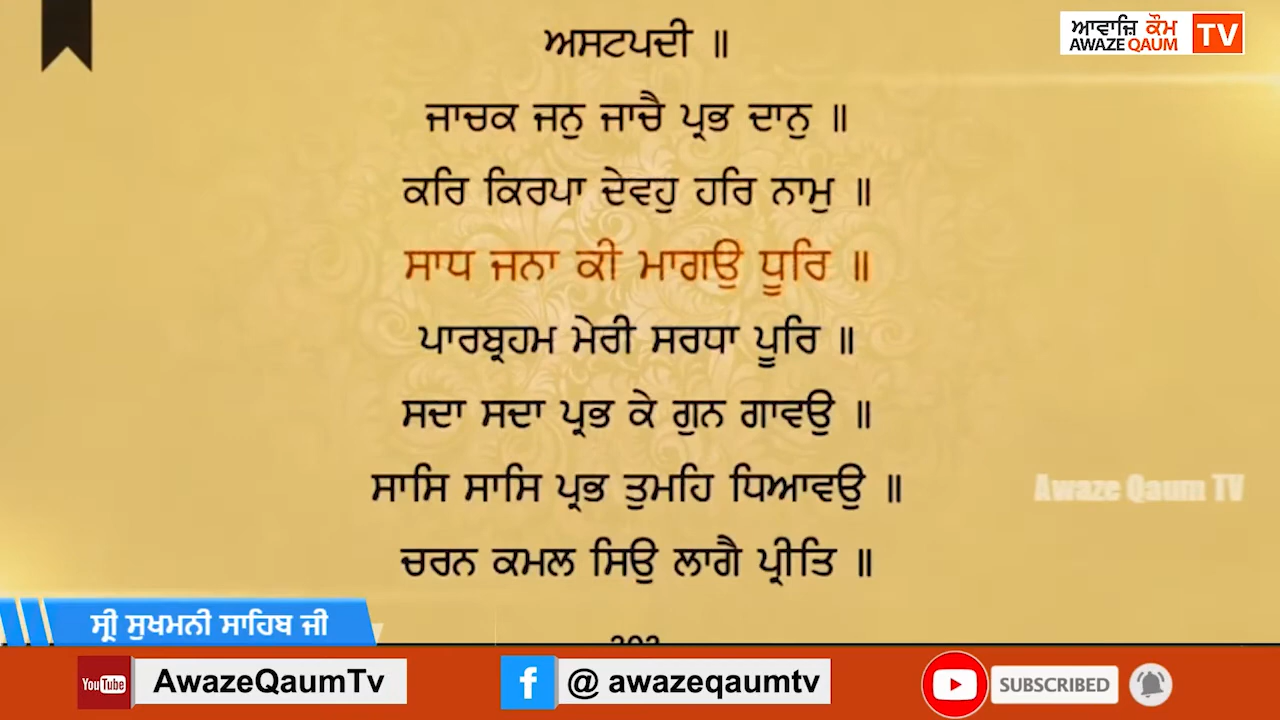 ਆਵਾਜ਼ਿ ਕੌਮ
AWAZE QAUM TV
ਅਸਟਪਦੀ ॥
ਜਾਚਕ ਜਨੁ ਜਾਚੈ ਪ੍ਰਭ ਦਾਨੁ ॥
ਕਰਿ ਕਿਰਪਾ ਦੇਵਹੁ ਹਰਿ ਨਾਮੁ ॥
ਸਾਧ ਜਨਾ ਕੀ ਮਾਗਉ ਧੂਰਿ ॥
ਪਾਰਬ੍ਰਹਮ ਮੇਰੀ ਸਰਧਾ ਪੂਰਿ ॥
ਸਦਾ ਸਦਾ ਪ੍ਰਭ ਕੇ ਗੁਨ ਗਾਵਉ ॥
ਸਾਸਿ ਸਾਸਿ ਪ੍ਰਭ ਤੁਮਹਿ ਧਿਆਵਉ ॥
Awaze Qaum TV
ਚਰਨ ਕਮਲ ਸਿਉ ਲਾਗੈ ਪ੍ਰੀਤਿ ॥
ਸ੍ਰੀ ਸੁਖਮਨੀ ਸਾਹਿਬ ਜੀ
YouTube AwazeQaumTv
f @ awazeqaumtv
SUBSCRIBED